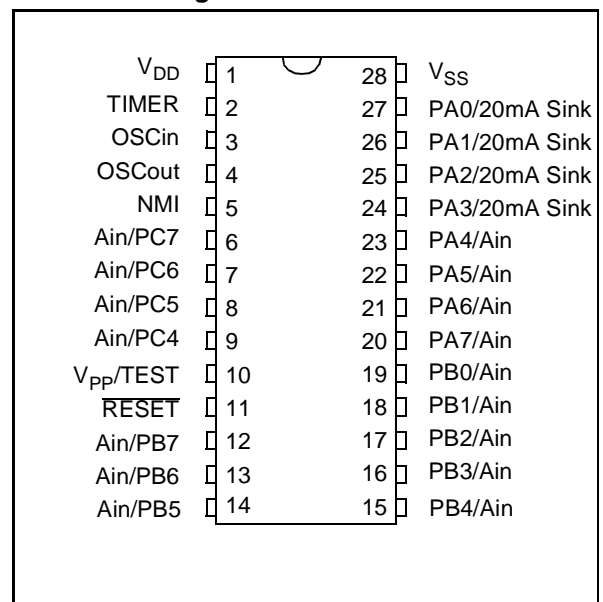 V_DD 1 28 V_SS
TIMER 2 27 PA0/20mA Sink
OSCin 3 26 PA1/20mA Sink
OSCout 4 25 PA2/20mA Sink
NMI 5 24 PA3/20mA Sink
Ain/PC7 6 23 PA4/Ain
Ain/PC6 7 22 PA5/Ain
Ain/PC5 8 21 PA6/Ain
Ain/PC4 9 20 PA7/Ain
V_PP/TEST 10 19 PB0/Ain
RESET 11 18 PB1/Ain
Ain/PB7 12 17 PB2/Ain
Ain/PB6 13 16 PB3/Ain
Ain/PB5 14 15 PB4/Ain